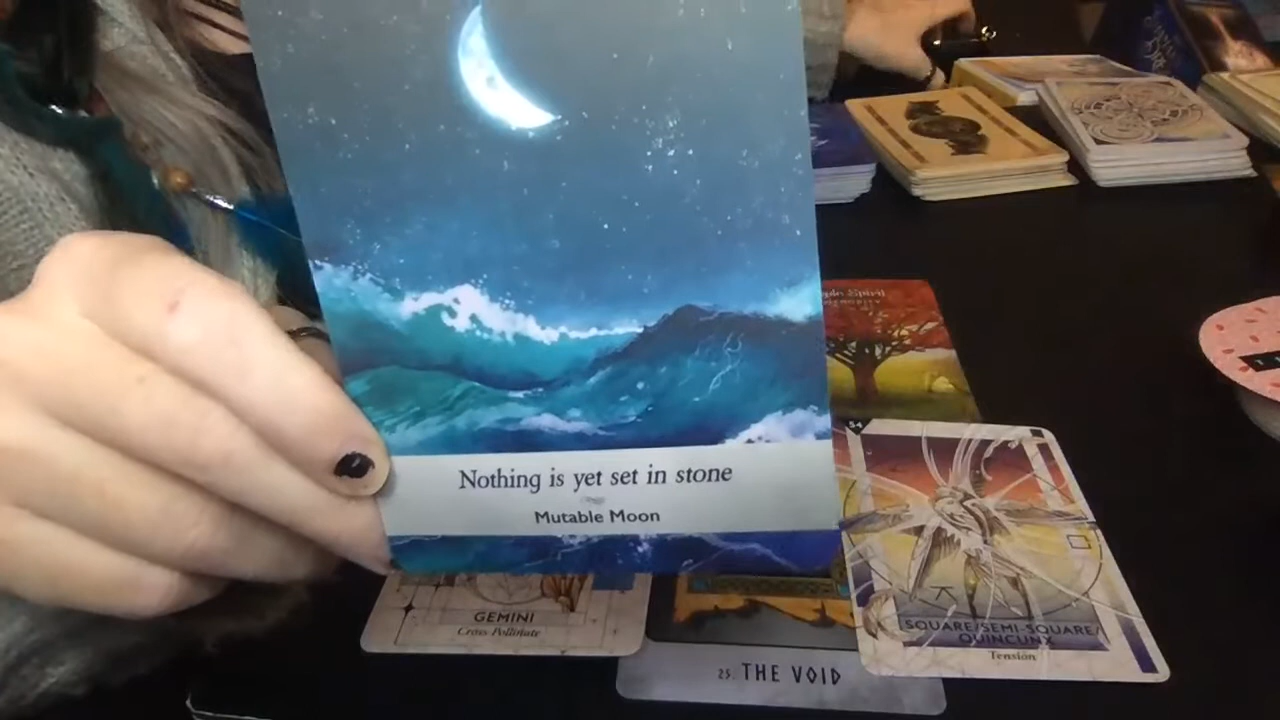 Nothing is yet set in stone
Mutable Moon
54
GEMINI
Cross Pollinate
25. THE VOID
SQUARE/SEMI-SQUARE/
QUINCUNX
Tension